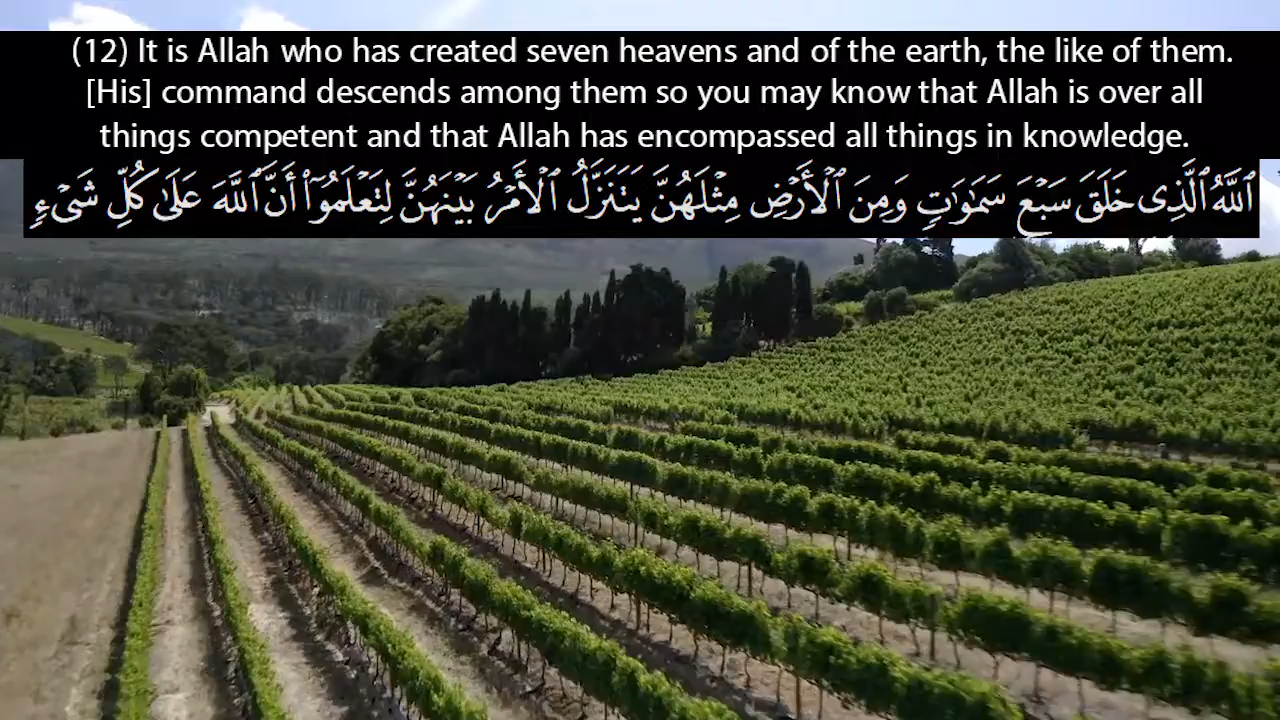 (12) It is Allah who has created seven heavens and of the earth, the like of them.
[His] command descends among them so you may know that Allah is over all
things competent and that Allah has encompassed all things in knowledge.
ٱللَّهُ ٱلَّذِى خَلَقَ سَبْعَ سَمَٰوَٰتٍ وَمِنَ ٱلْأَرْضِ مِثْلَهُنَّ يَتَنَزَّلُ ٱلْأَمْرُ بَيْنَهُنَّ لِتَعْلَمُوٓا۟ أَنَّ ٱللَّهَ عَلَىٰ كُلِّ شَىْءٍ